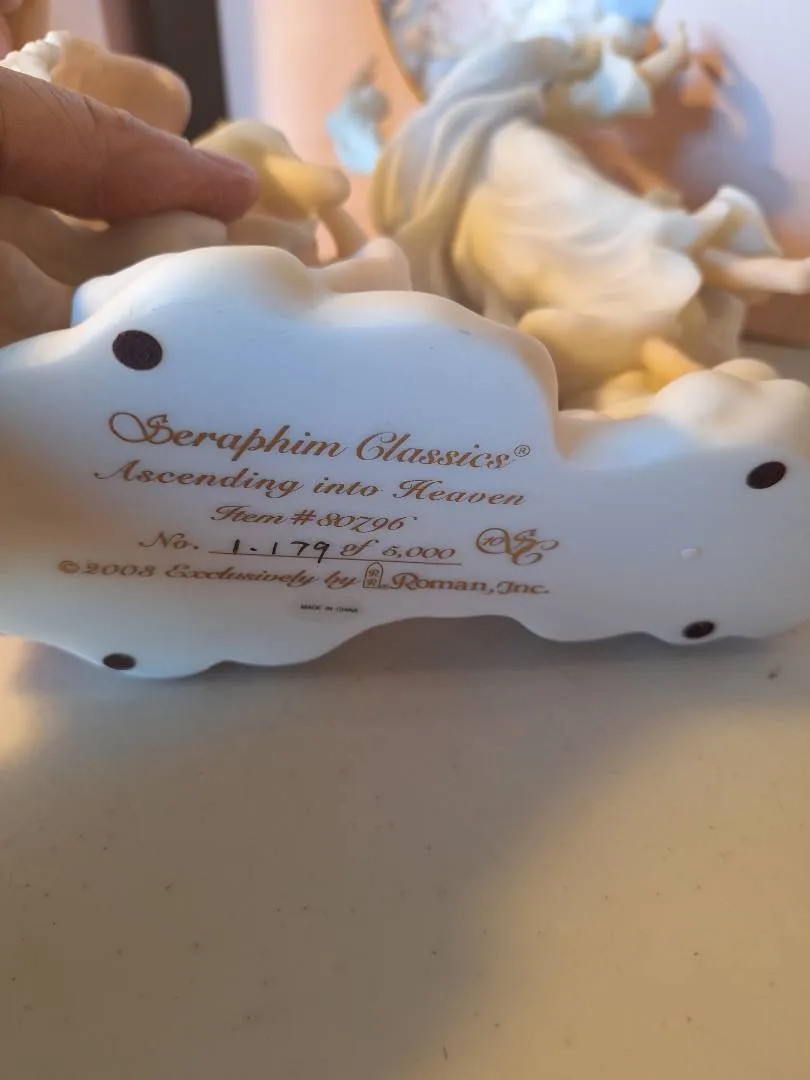 Seraphim Classics®
Ascending into Heaven
Item # 80796
No. 1.179 of 5,000
©2003 Exclusively by Roman, Inc.
MADE IN CHINA